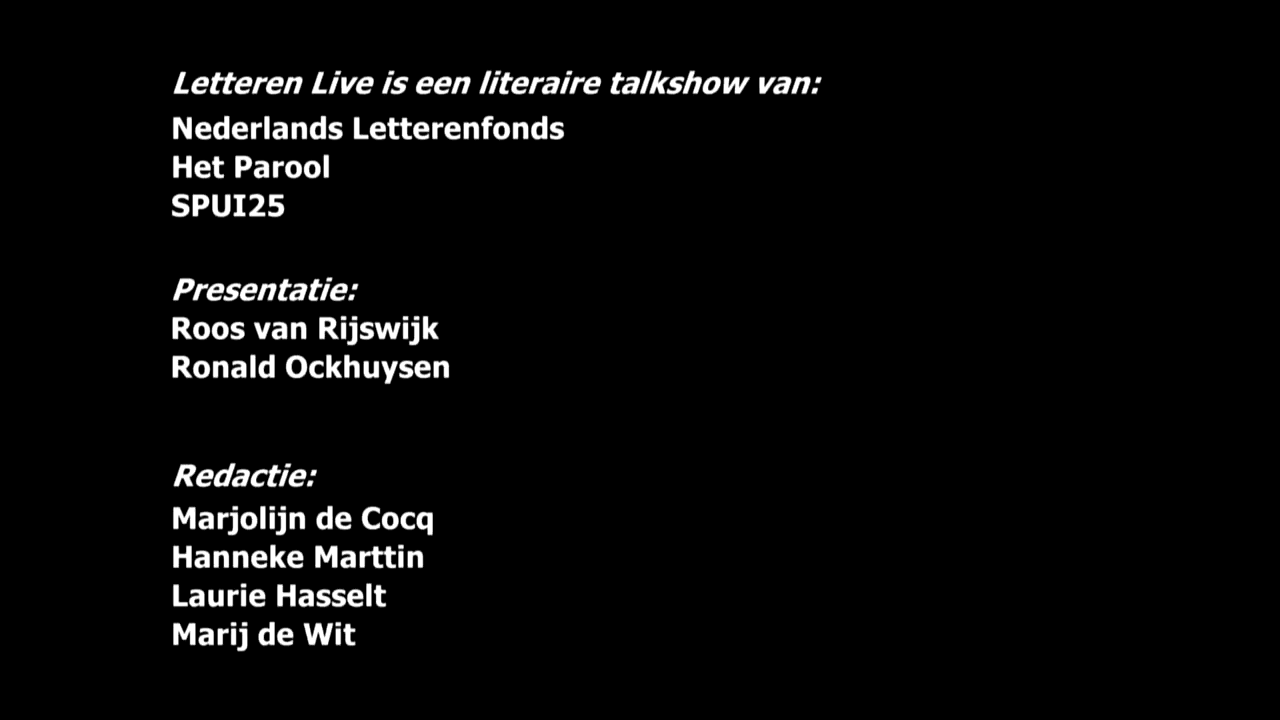 Letteren Live is een literaire talkshow van:
Nederlands Letterenfonds
Het Parool
SPUI25
Presentatie:
Roos van Rijswijk
Ronald Ockhuysen
Redactie:
Marjolijn de Cocq
Hanneke Marttin
Laurie Hasselt
Marij de Wit